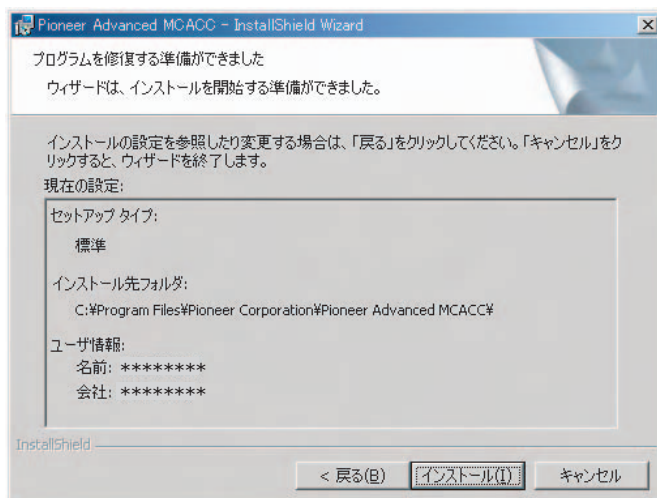 Pioneer Advanced MCACC - InstallShield Wizard
プログラムを修復する準備ができました
ウィザードは、インストールを開始する準備ができました。
インストールの設定を参照したり変更する場合は、「戻る」をクリックしてください。「キャンセル」をク
リックすると、ウィザードを終了します。
現在の設定:
セットアップ タイプ:
標準
インストール先フォルダ:
C:¥Program Files¥Pioneer Corporation¥Pioneer Advanced MCACC¥
ユーザ情報:
名前: ********
会社: ********
InstallShield
< 戻る(B) インストール(I) キャンセル